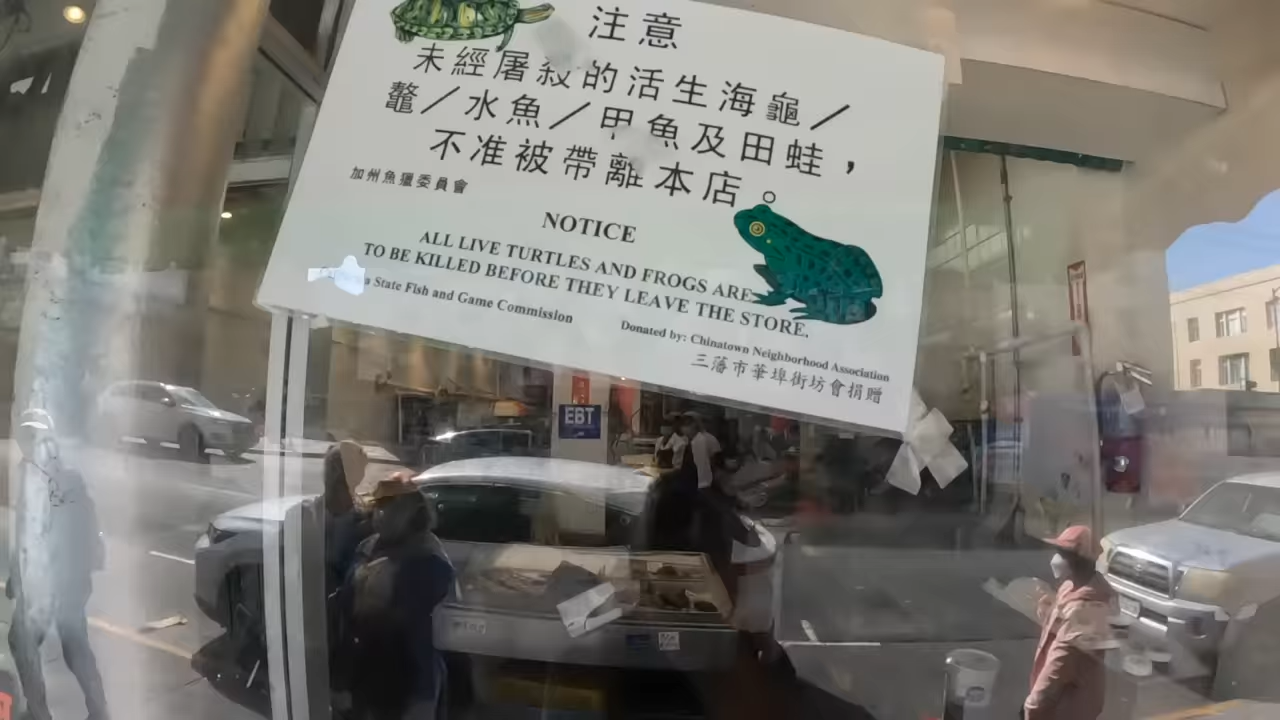 注意
未經屠殺的活生海龜／
鼈／水魚／甲魚及田蛙，
不准被帶離本店。
加州魚獵委員會
NOTICE
ALL LIVE TURTLES AND FROGS ARE
TO BE KILLED BEFORE THEY LEAVE THE STORE.
State Fish and Game Commission
Donated by: Chinatown Neighborhood Association
三藩市華埠街坊會捐贈
EBT